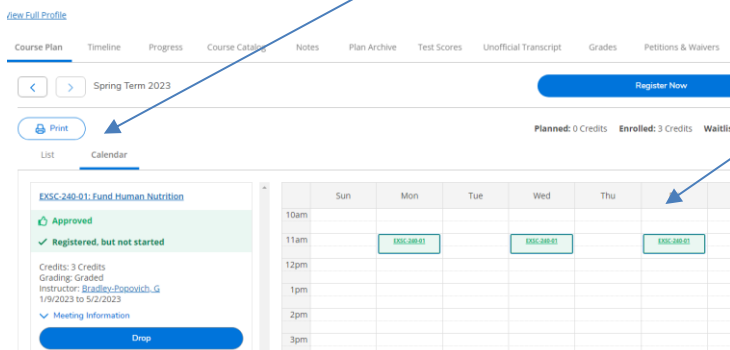 View Full Profile
Course Plan Timeline Progress Course Catalog Notes Plan Archive Test Scores Unofficial Transcript Grades Petitions & Waivers
Spring Term 2023 Register Now
Print Planned: 0 Credits Enrolled: 3 Credits
List Calendar
EXSC-240-01: Fund Human Nutrition
Approved
Registered, but not started
Credits: 3 Credits
Grading: Graded
Instructor: Bradley-Popovich, G
1/9/2023 to 5/2/2023
Meeting Information
Drop
Sun Mon Tue Wed Thu
10am
11am EXSC-240-01 EXSC-240-01 EXSC-240-01
12pm
1pm
2pm
3pm